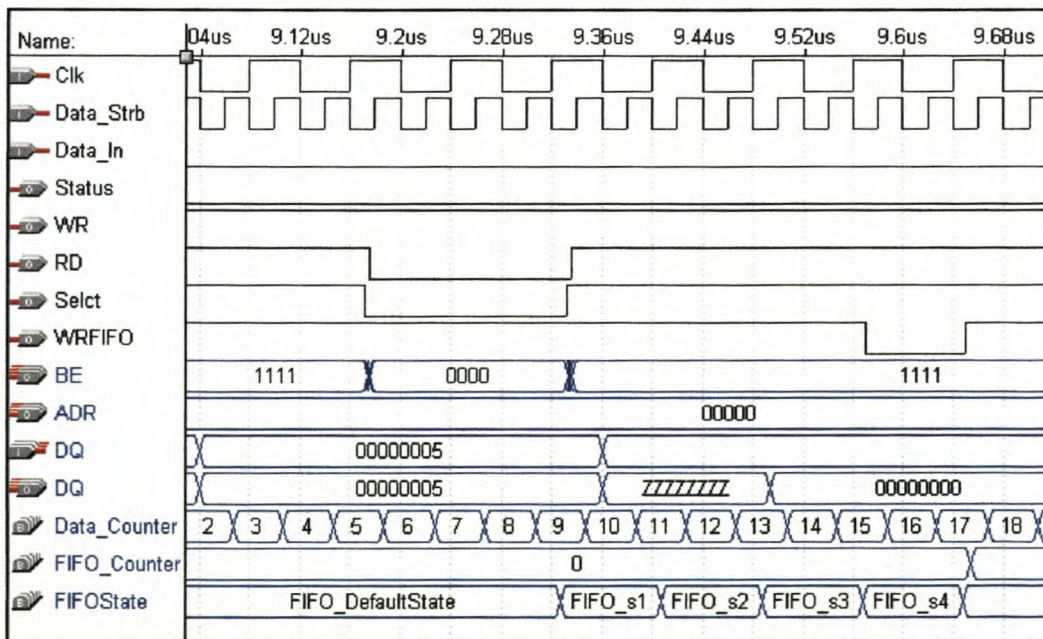 Name: 04us 9.12us 9.2us 9.28us 9.36us 9.44us 9.52us 9.6us 9.68us
Clk
Data_Strb
Data_In
Status
WR
RD
Selct
WRFIFO
BE 1111 0000 1111
ADR 00000
DQ 00000005
DQ 00000005 ZZZZZZZZ 00000000
Data_Counter 2 3 4 5 6 7 8 9 10 11 12 13 14 15 16 17 18
FIFO_Counter 0
FIFOState FIFO_DefaultState FIFO_s1 FIFO_s2 FIFO_s3 FIFO_s4